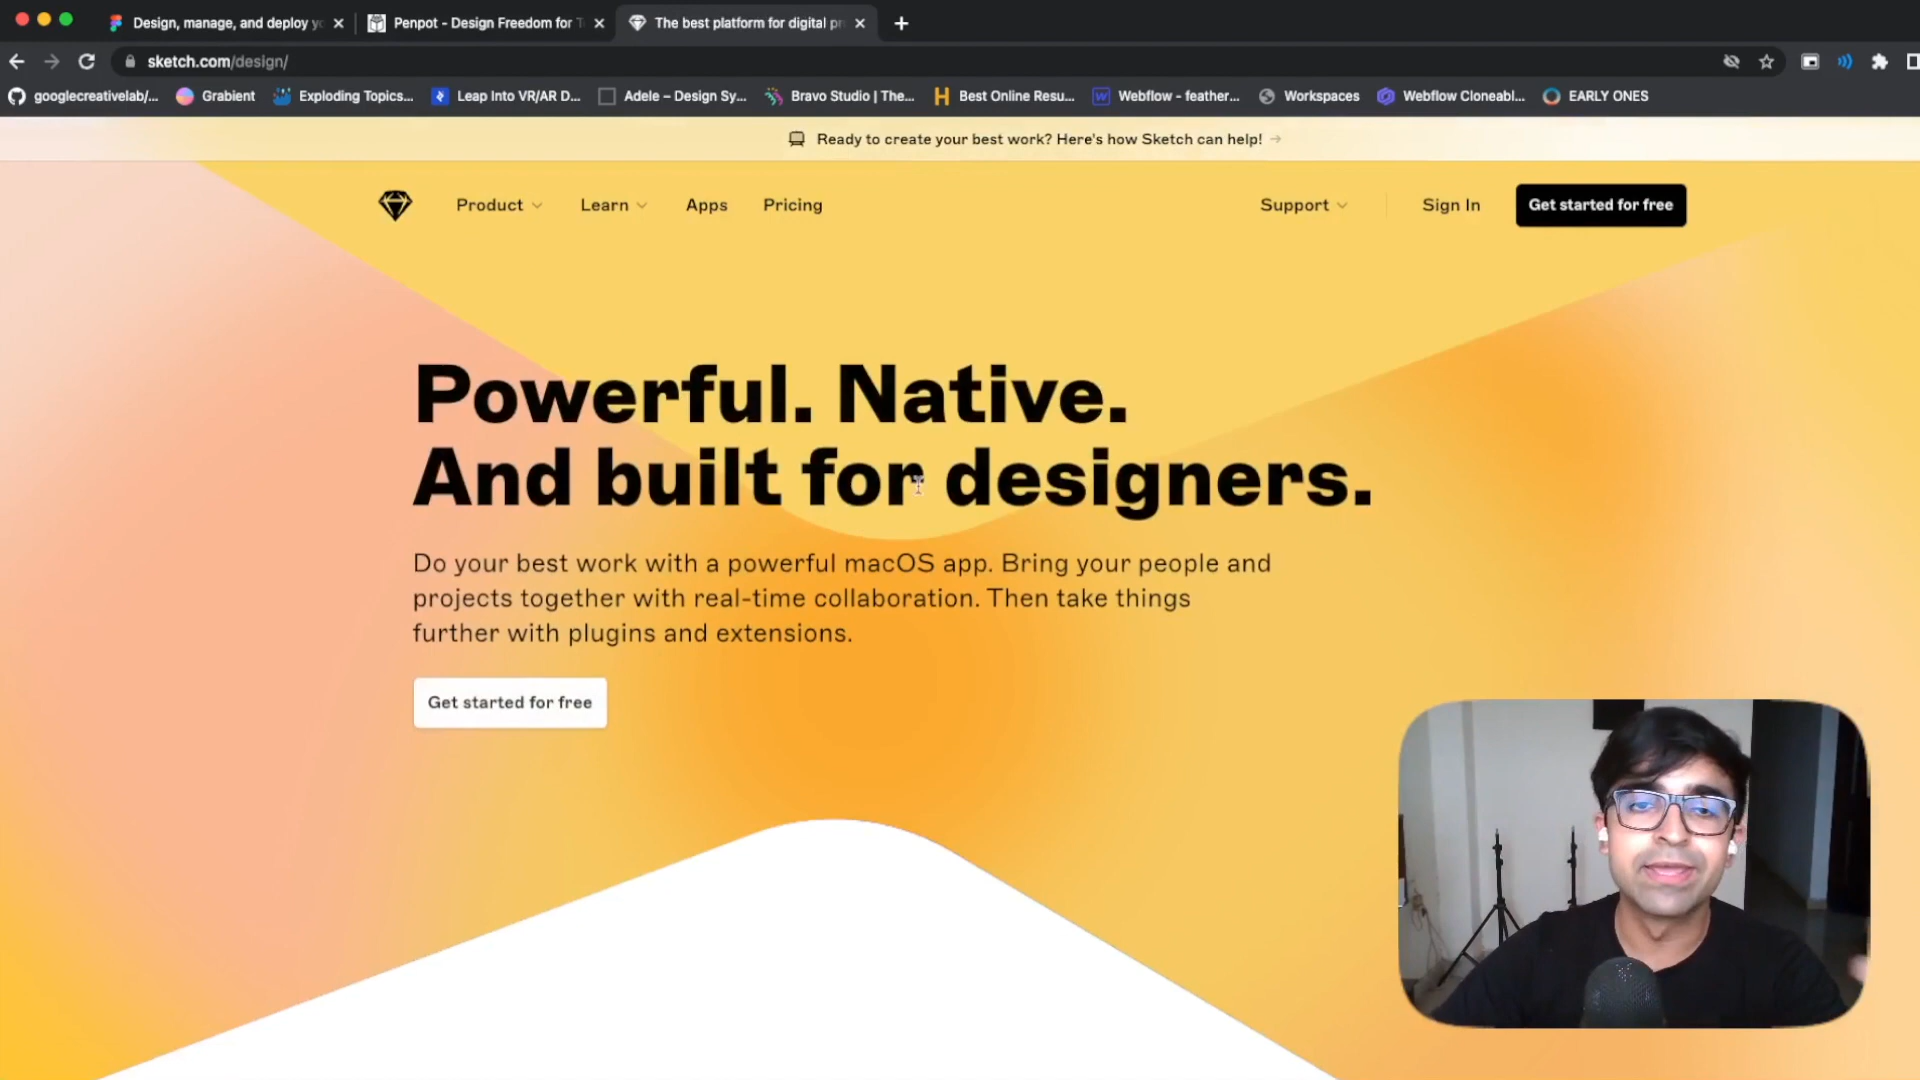 Design, manage, and deploy yo
Penpot - Design Freedom for T
The best platform for digital pr
sketch.com/design/
googlecreativelab/...
Grabient
Exploding Topics...
Leap Into VR/AR D...
Adele – Design Sy...
Bravo Studio | The...
Best Online Resu...
Webflow - feather...
Workspaces
Webflow Cloneabl...
EARLY ONES
Ready to create your best work? Here's how Sketch can help! →
Product
Learn
Apps
Pricing
Support
Sign In
Get started for free
Powerful. Native.
And built for designers.
Do your best work with a powerful macOS app. Bring your people and
projects together with real-time collaboration. Then take things
further with plugins and extensions.
Get started for free